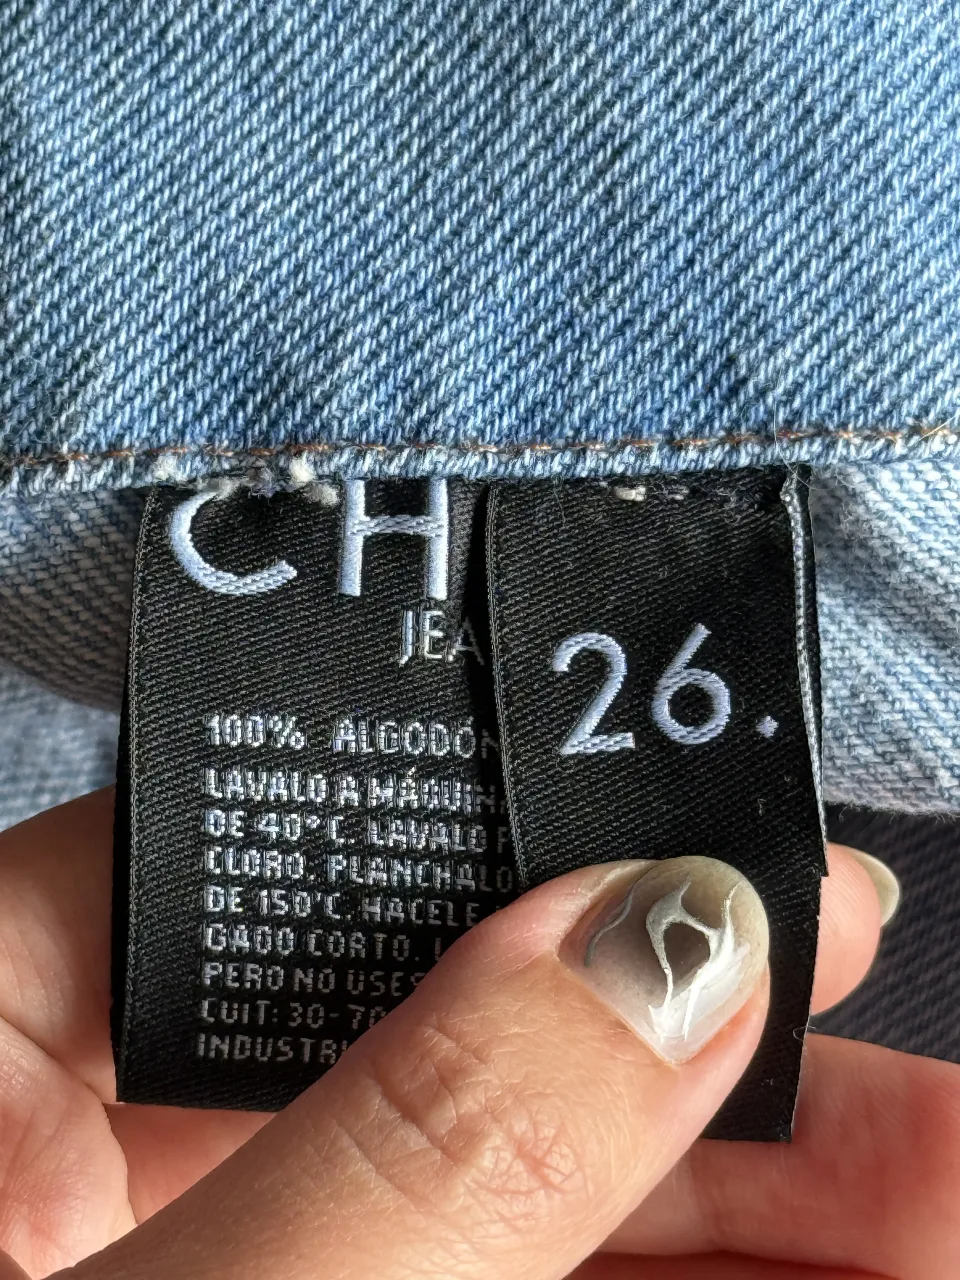 CH
JEA
26.
100% ALGODÓN
LAVALO A MÁQUIN
DE 40°C. LAVALO
CLORO. PLANCHALO
DE 150°C. HACELE
GADO CORTO.
PERO NO USES
CUIT: 30-70
INDUSTRI